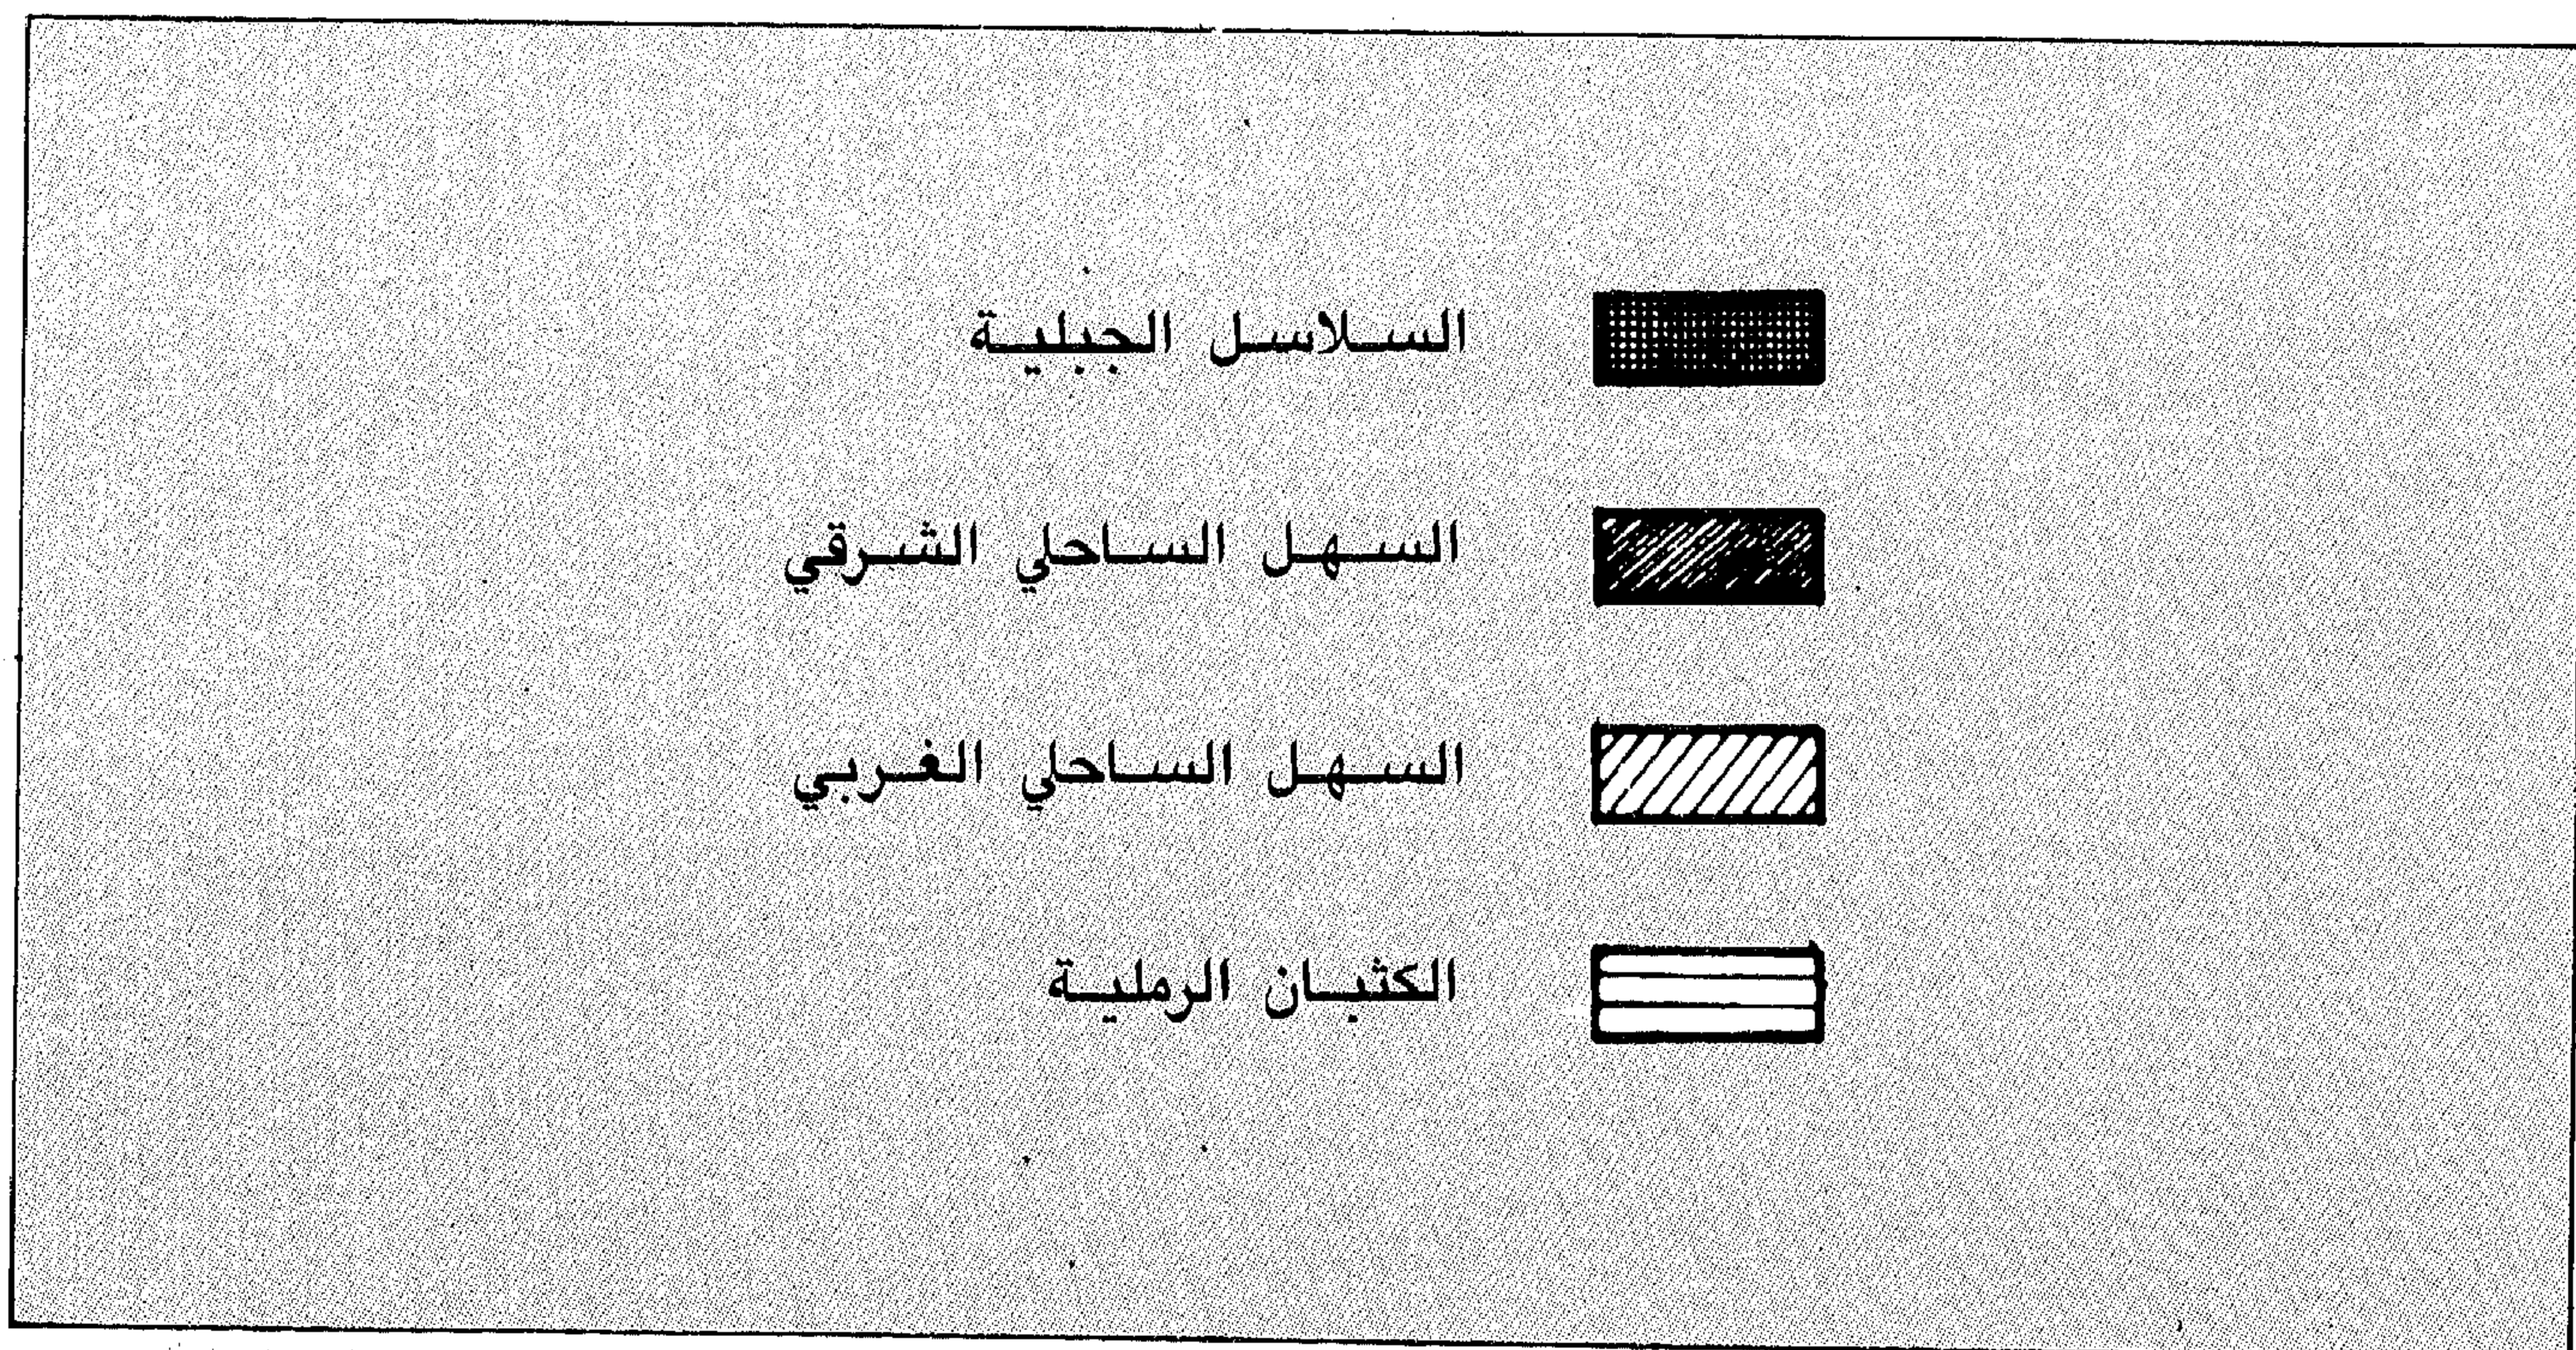 السلاسل الجبلية
السهل الساحلي الشرقي
السهل الساحلي الغربي
الكثبان الرملية